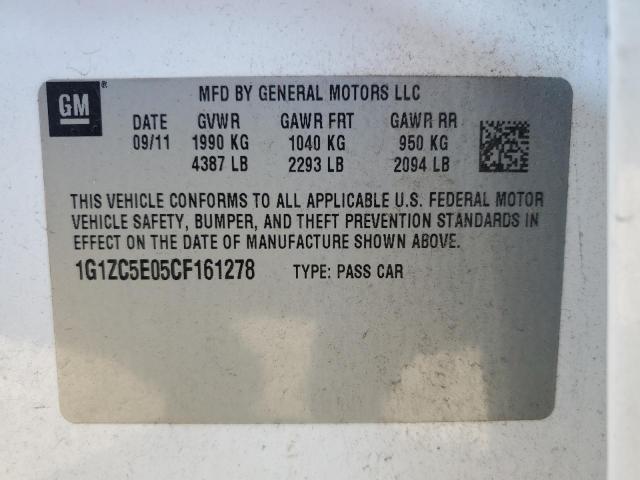 GM®
MFD BY GENERAL MOTORS LLC
DATE GVWR GAWR FRT GAWR RR
09/11 1990 KG 1040 KG 950 KG
4387 LB 2293 LB 2094 LB
THIS VEHICLE CONFORMS TO ALL APPLICABLE U.S. FEDERAL MOTOR
VEHICLE SAFETY, BUMPER, AND THEFT PREVENTION STANDARDS IN
EFFECT ON THE DATE OF MANUFACTURE SHOWN ABOVE.
1G1ZC5E05CF161278 TYPE: PASS CAR